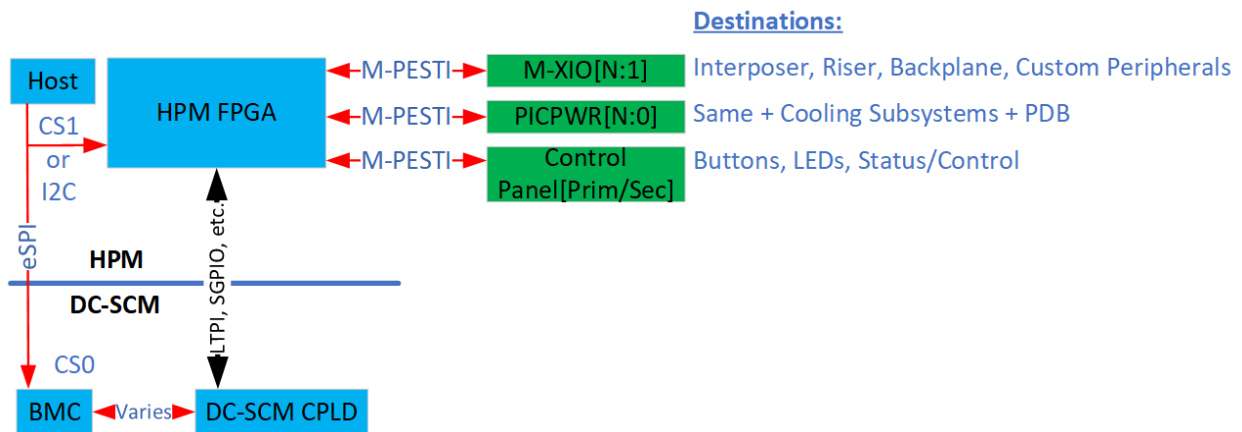 Destinations:
Host
HPM FPGA
M-PESTI
M-XIO[N:1]
Interposer, Riser, Backplane, Custom Peripherals
CS1
or
I2C
M-PESTI
PICPWR[N:0]
Same + Cooling Subsystems + PDB
M-PESTI
Control
Panel[Prim/Sec]
Buttons, LEDs, Status/Control
eSPI
LTPI, SGPIO, etc.
HPM
DC-SCM
CS0
BMC
Varies
DC-SCM CPLD